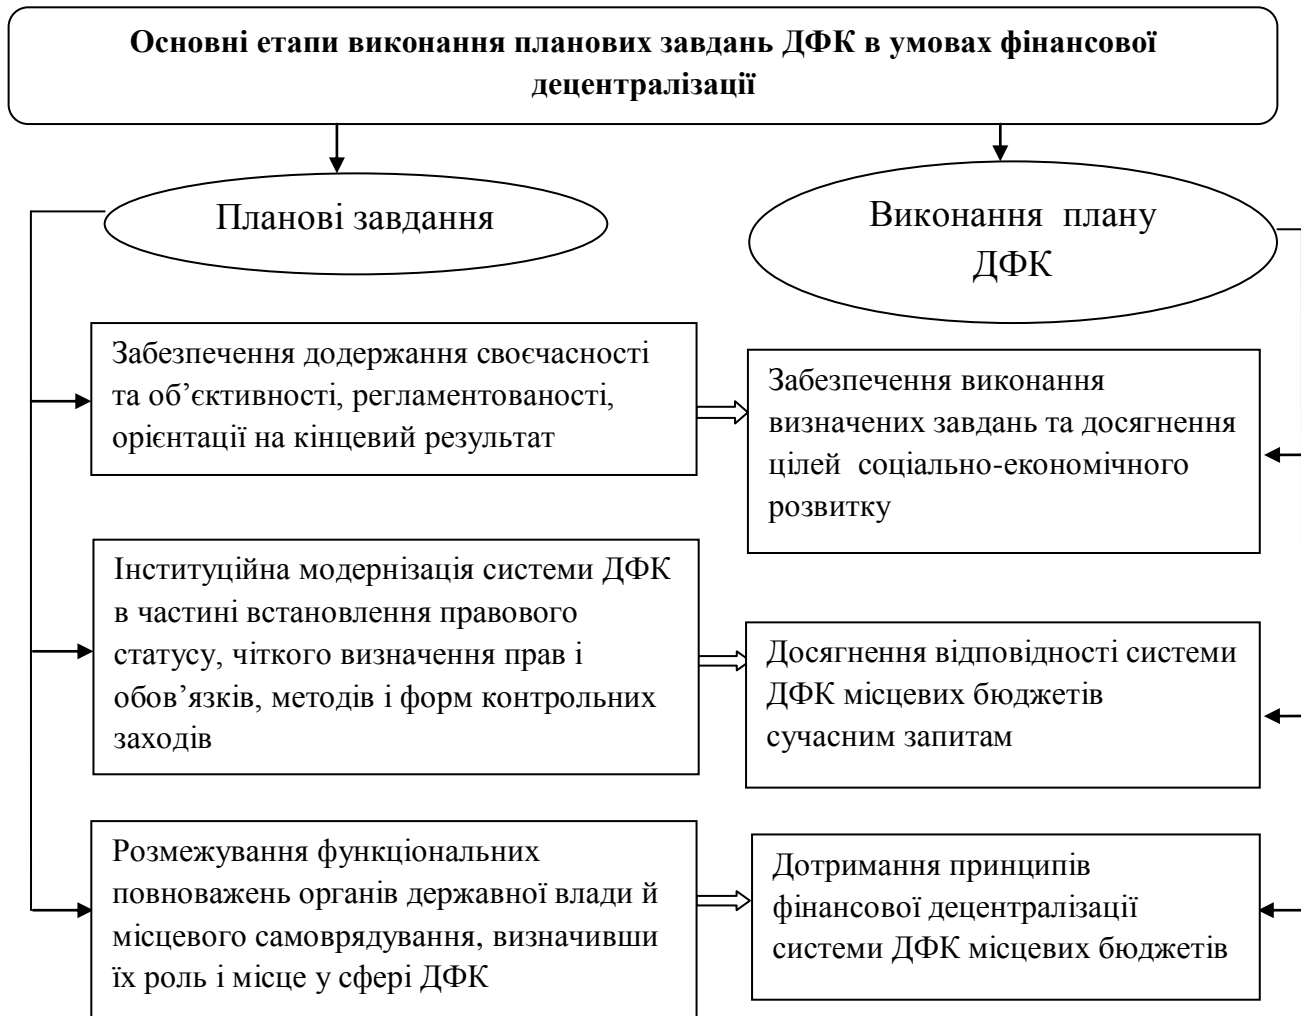 Основні етапи виконання планових завдань ДФК в умовах фінансової
децентралізації
Планові завдання
Виконання плану
ДФК
Забезпечення додержання своєчасності
та об’єктивності, регламентованості,
орієнтації на кінцевий результат
Забезпечення виконання
визначених завдань та досягнення
цілей соціально-економічного
розвитку
Інституційна модернізація системи ДФК
в частині встановлення правового
статусу, чіткого визначення прав і
обов’язків, методів і форм контрольних
заходів
Досягнення відповідності системи
ДФК місцевих бюджетів
сучасним запитам
Розмежування функціональних
повноважень органів державної влади й
місцевого самоврядування, визначивши
їх роль і місце у сфері ДФК
Дотримання принципів
фінансової децентралізації
системи ДФК місцевих бюджетів